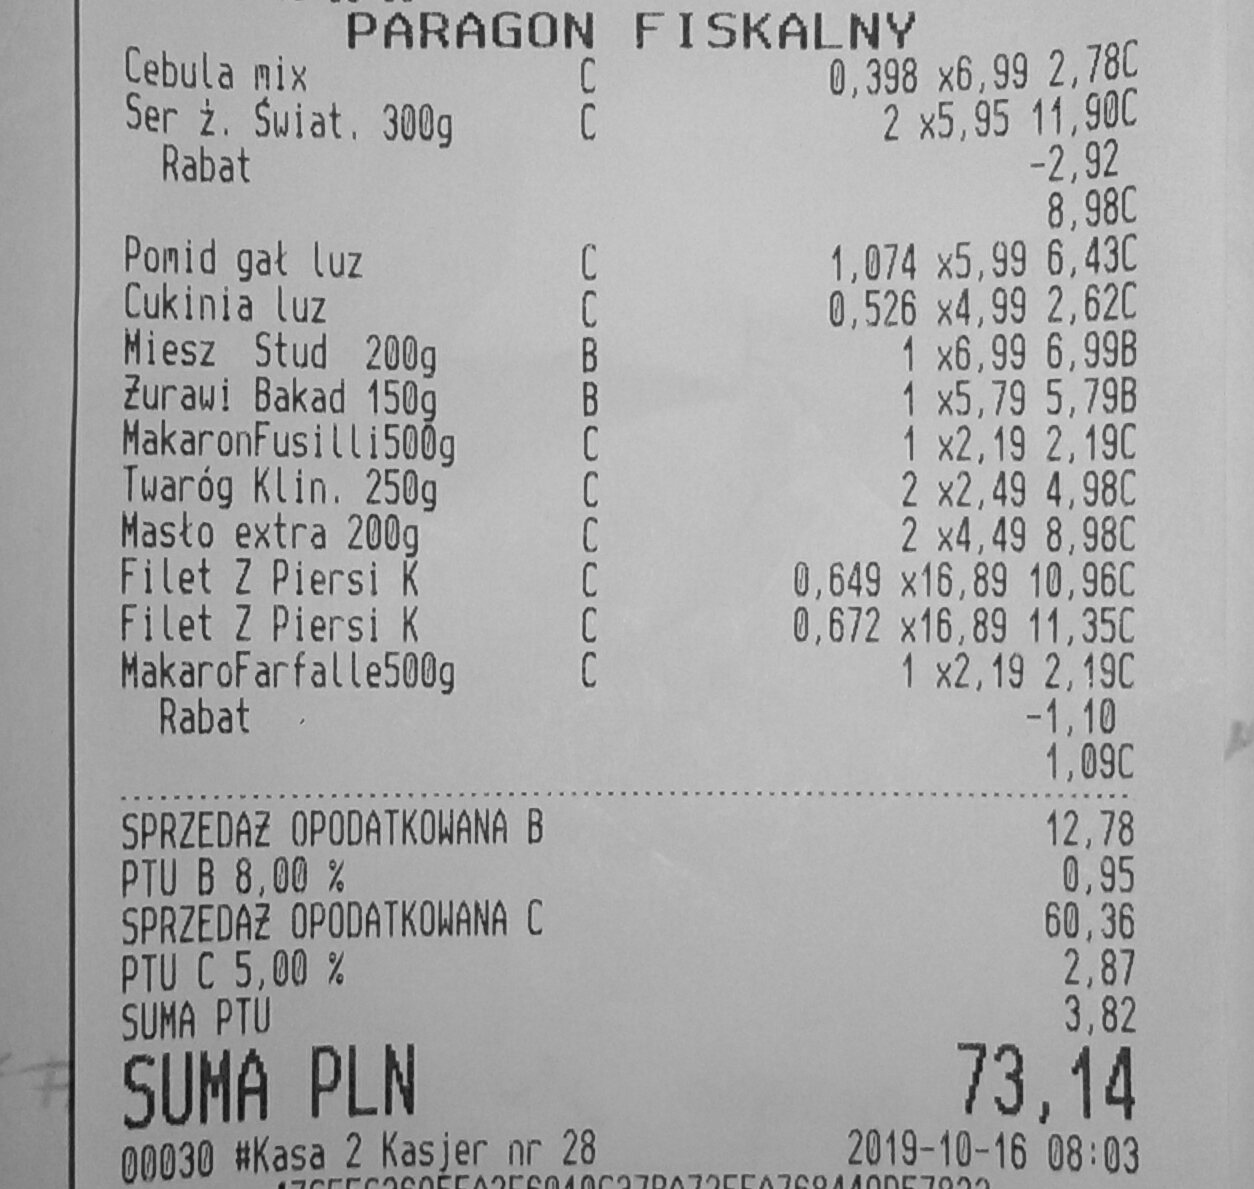 PARAGON FISKALNY
Cebula mix C 0,398 x6,99 2,78C
Ser ż. Świat. 300g C 2 x5,95 11,90C
Rabat -2,92
8,98C
Pomid gał luz C 1,074 x5,99 6,43C
Cukinia luz C 0,526 x4,99 2,62C
Miesz Stud 200g B 1 x6,99 6,99B
Żurawi Bakad 150g B 1 x5,79 5,79B
MakaronFusilli500g C 1 x2,19 2,19C
Twaróg Klin. 250g C 2 x2,49 4,98C
Masło extra 200g C 2 x4,49 8,98C
Filet Z Piersi K C 0,649 x16,89 10,96C
Filet Z Piersi K C 0,672 x16,89 11,35C
MakaroFarfalle500g C 1 x2,19 2,19C
Rabat -1,10
1,09C
SPRZEDAŻ OPODATKOWANA B 12,78
PTU B 8,00 % 0,95
SPRZEDAŻ OPODATKOWANA C 60,36
PTU C 5,00 % 2,87
SUMA PTU 3,82
SUMA PLN 73,14
00030 #Kasa 2 Kasjer nr 28 2019-10-16 08:03